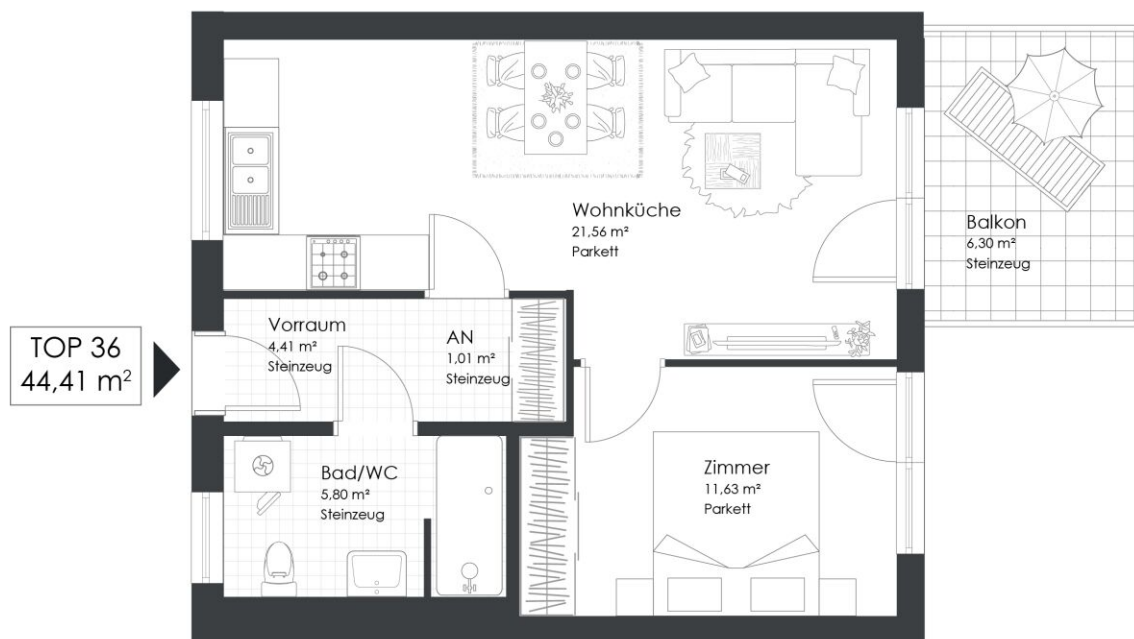 TOP 36
44,41 m²
Wohnküche
21,56 m²
Parkett
Balkon
6,30 m²
Steinzeug
Vorraum
4,41 m²
Steinzeug
AN
1,01 m²
Steinzeug
Bad/WC
5,80 m²
Steinzeug
Zimmer
11,63 m²
Parkett